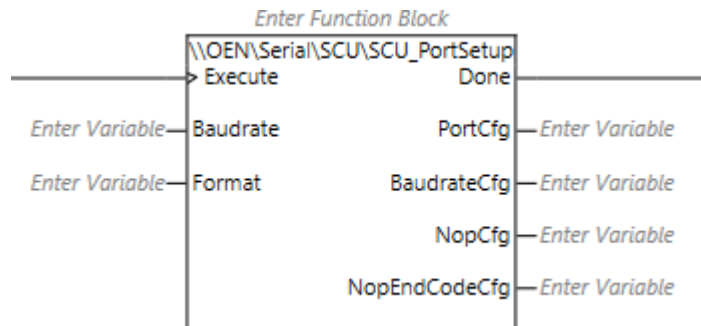 Enter Function Block
\\OEN\Serial\SCU\SCU_PortSetup
Execute Done
Enter Variable Baudrate PortCfg Enter Variable
Enter Variable Format BaudrateCfg Enter Variable
NopCfg Enter Variable
NopEndCodeCfg Enter Variable